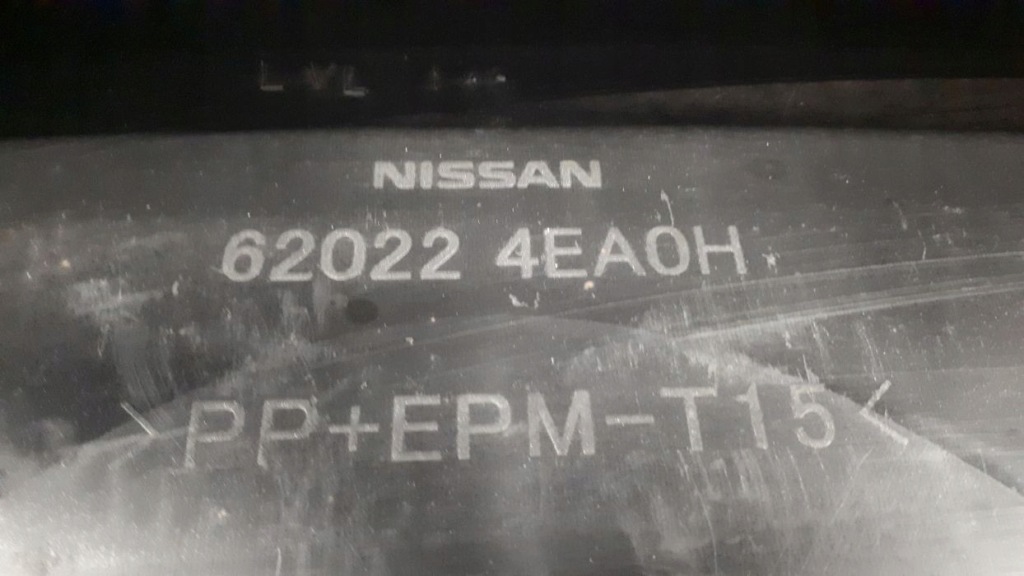 NISSAN
62022 4EA0H
>PP+EPM-T15<